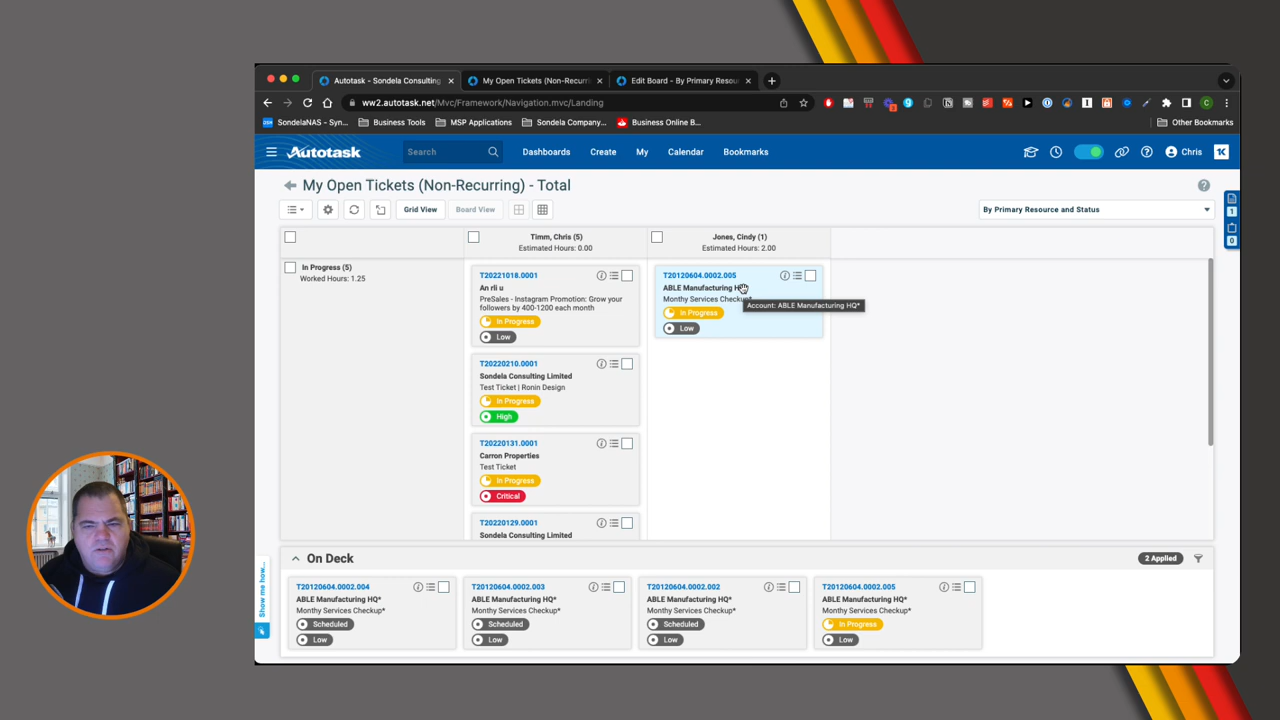 Autotask - Sondela Consulting
My Open Tickets (Non-Recurr
Edit Board - By Primary Resou
ww2.autotask.net/Mvc/Framework/Navigation.mvc/Landing
SondelaNAS - Syn...
Business Tools
MSP Applications
Sondela Company...
Business Online B...
Other Bookmarks
Autotask
Search
Dashboards
Create
My
Calendar
Bookmarks
Chris
My Open Tickets (Non-Recurring) - Total
Grid View
Board View
By Primary Resource and Status
1
0
Timm, Chris (5)
Estimated Hours: 0.00
Jones, Cindy (1)
Estimated Hours: 2.00
In Progress (5)
Worked Hours: 1.25
T20221018.0001
An rli u
PreSales - Instagram Promotion: Grow your
followers by 400-1200 each month
In Progress
Low
T20220210.0001
Sondela Consulting Limited
Test Ticket | Ronin Design
In Progress
High
T20220131.0001
Carron Properties
Test Ticket
In Progress
Critical
T20220129.0001
Sondela Consulting Limited
T20120604.0002.005
ABLE Manufacturing
Monthy Services Checkup*
In Progress
Low
Account: ABLE Manufacturing HQ*
On Deck
2 Applied
Show me how...
T20120604.0002.004
ABLE Manufacturing HQ*
Monthy Services Checkup*
Scheduled
Low
T20120604.0002.003
ABLE Manufacturing HQ*
Monthy Services Checkup*
Scheduled
Low
T20120604.0002.002
ABLE Manufacturing HQ*
Monthy Services Checkup*
Scheduled
Low
T20120604.0002.005
ABLE Manufacturing HQ*
Monthy Services Checkup*
In Progress
Low